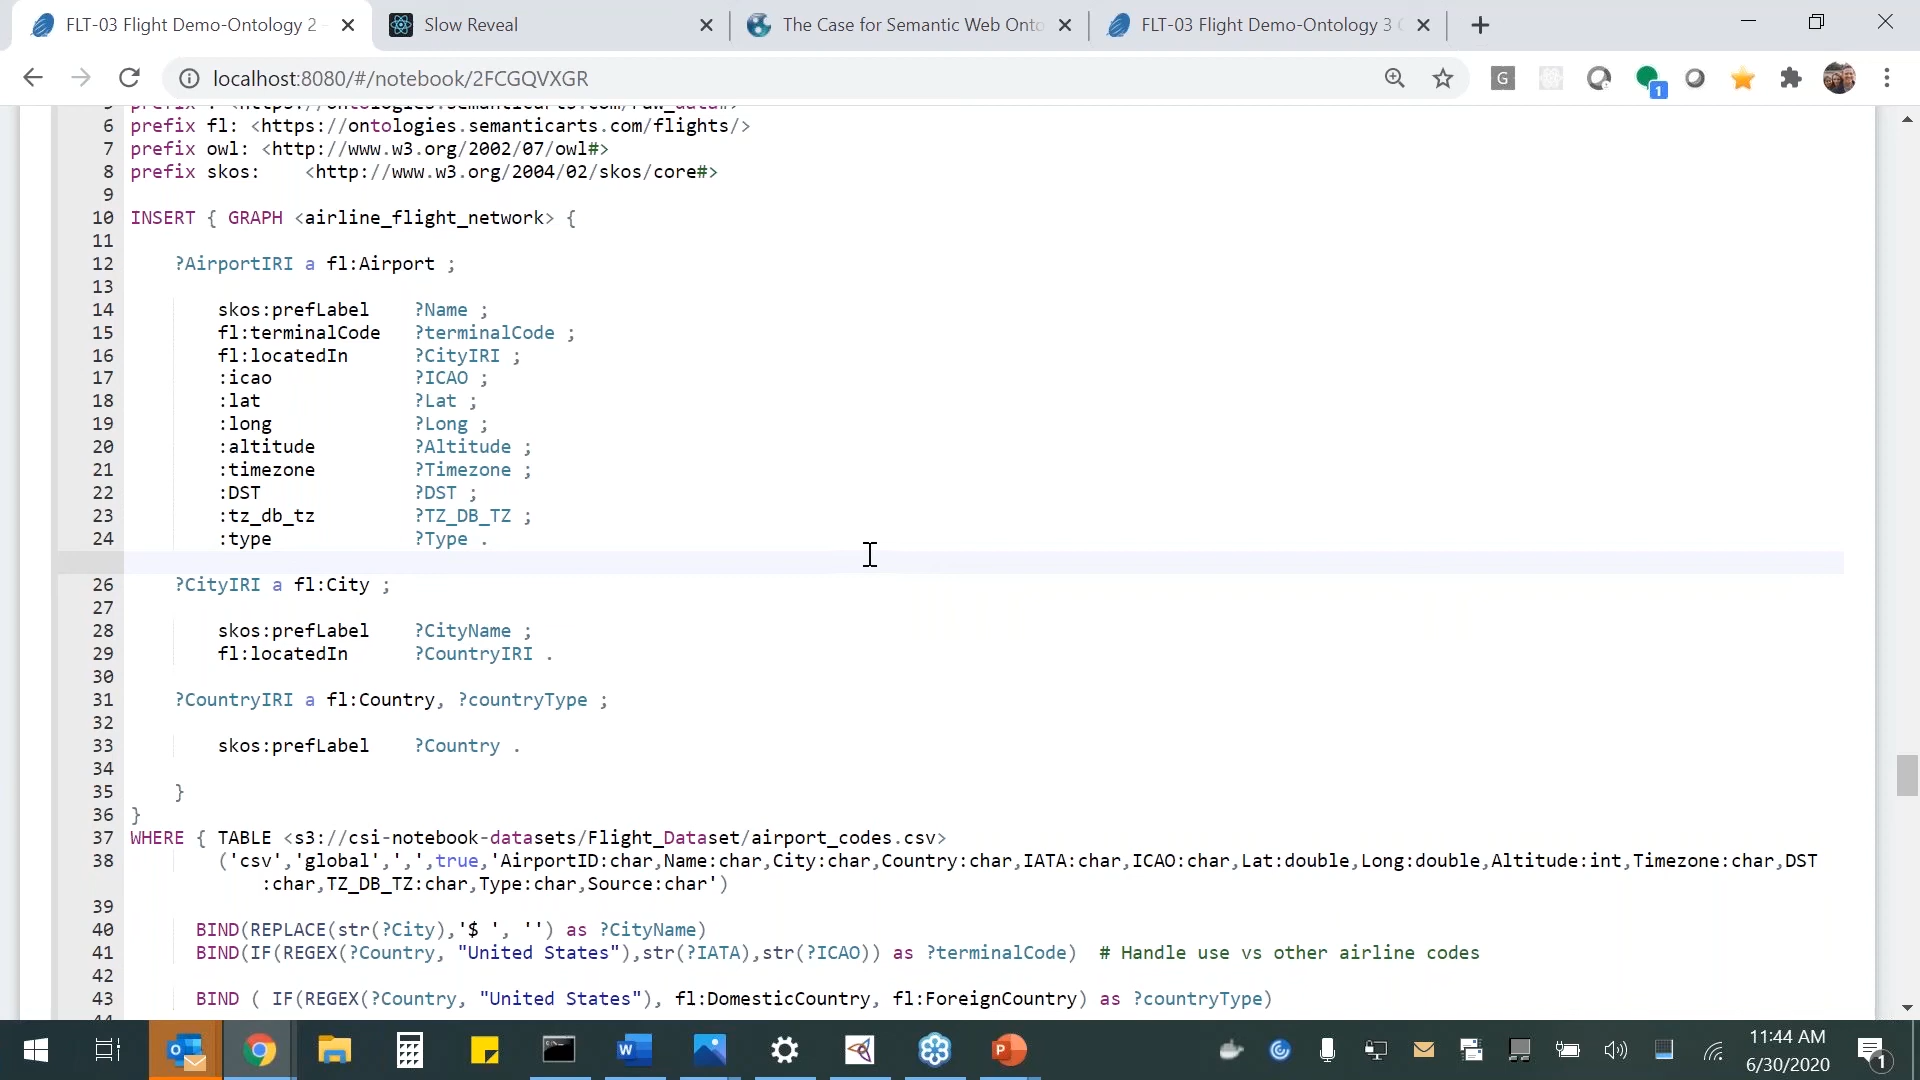 FLT-03 Flight Demo-Ontology 2
Slow Reveal
The Case for Semantic Web Onto
FLT-03 Flight Demo-Ontology 3
localhost:8080/#/notebook/2FCGQVXGR
G
1
6 prefix fl: <https://ontologies.semanticarts.com/flights/>
7 prefix owl: <http://www.w3.org/2002/07/owl#>
8 prefix skos:    <http://www.w3.org/2004/02/skos/core#>
9
10 INSERT { GRAPH <airline_flight_network> {
11
12 ?AirportIRI a fl:Airport ;
13
14 skos:prefLabel    ?Name ;
15 fl:terminalCode   ?terminalCode ;
16 fl:locatedIn      ?CityIRI ;
17 :icao             ?ICAO ;
18 :lat              ?Lat ;
19 :long             ?Long ;
20 :altitude         ?Altitude ;
21 :timezone         ?Timezone ;
22 :DST              ?DST ;
23 :tz_db_tz         ?TZ_DB_TZ ;
24 :type             ?Type .
26 ?CityIRI a fl:City ;
27
28 skos:prefLabel    ?CityName ;
29 fl:locatedIn      ?CountryIRI .
30
31 ?CountryIRI a fl:Country, ?countryType ;
32
33 skos:prefLabel    ?Country .
34
35 }
36 }
37 WHERE { TABLE <s3://csi-notebook-datasets/Flight_Dataset/airport_codes.csv>
38 ('csv','global',',',true,'AirportID:char,Name:char,City:char,Country:char,IATA:char,ICAO:char,Lat:double,Long:double,Altitude:int,Timezone:char,DST
:char,TZ_DB_TZ:char,Type:char,Source:char')
39
40 BIND(REPLACE(str(?City),'$ ', '') as ?CityName)
41 BIND(IF(REGEX(?Country, "United States"),str(?IATA),str(?ICAO)) as ?terminalCode)  # Handle use vs other airline codes
42
43 BIND ( IF(REGEX(?Country, "United States"), fl:DomesticCountry, fl:ForeignCountry) as ?countryType)
11:44 AM
6/30/2020
1